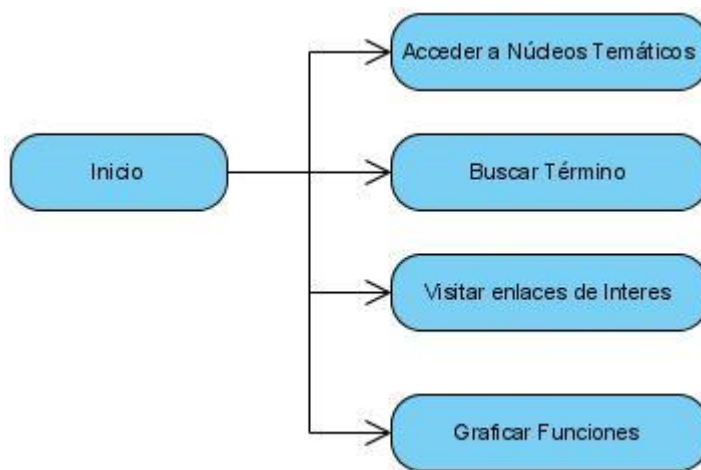 Acceder a Núcleos Temáticos
Inicio
Buscar Término
Visitar enlaces de Interes
Graficar Funciones